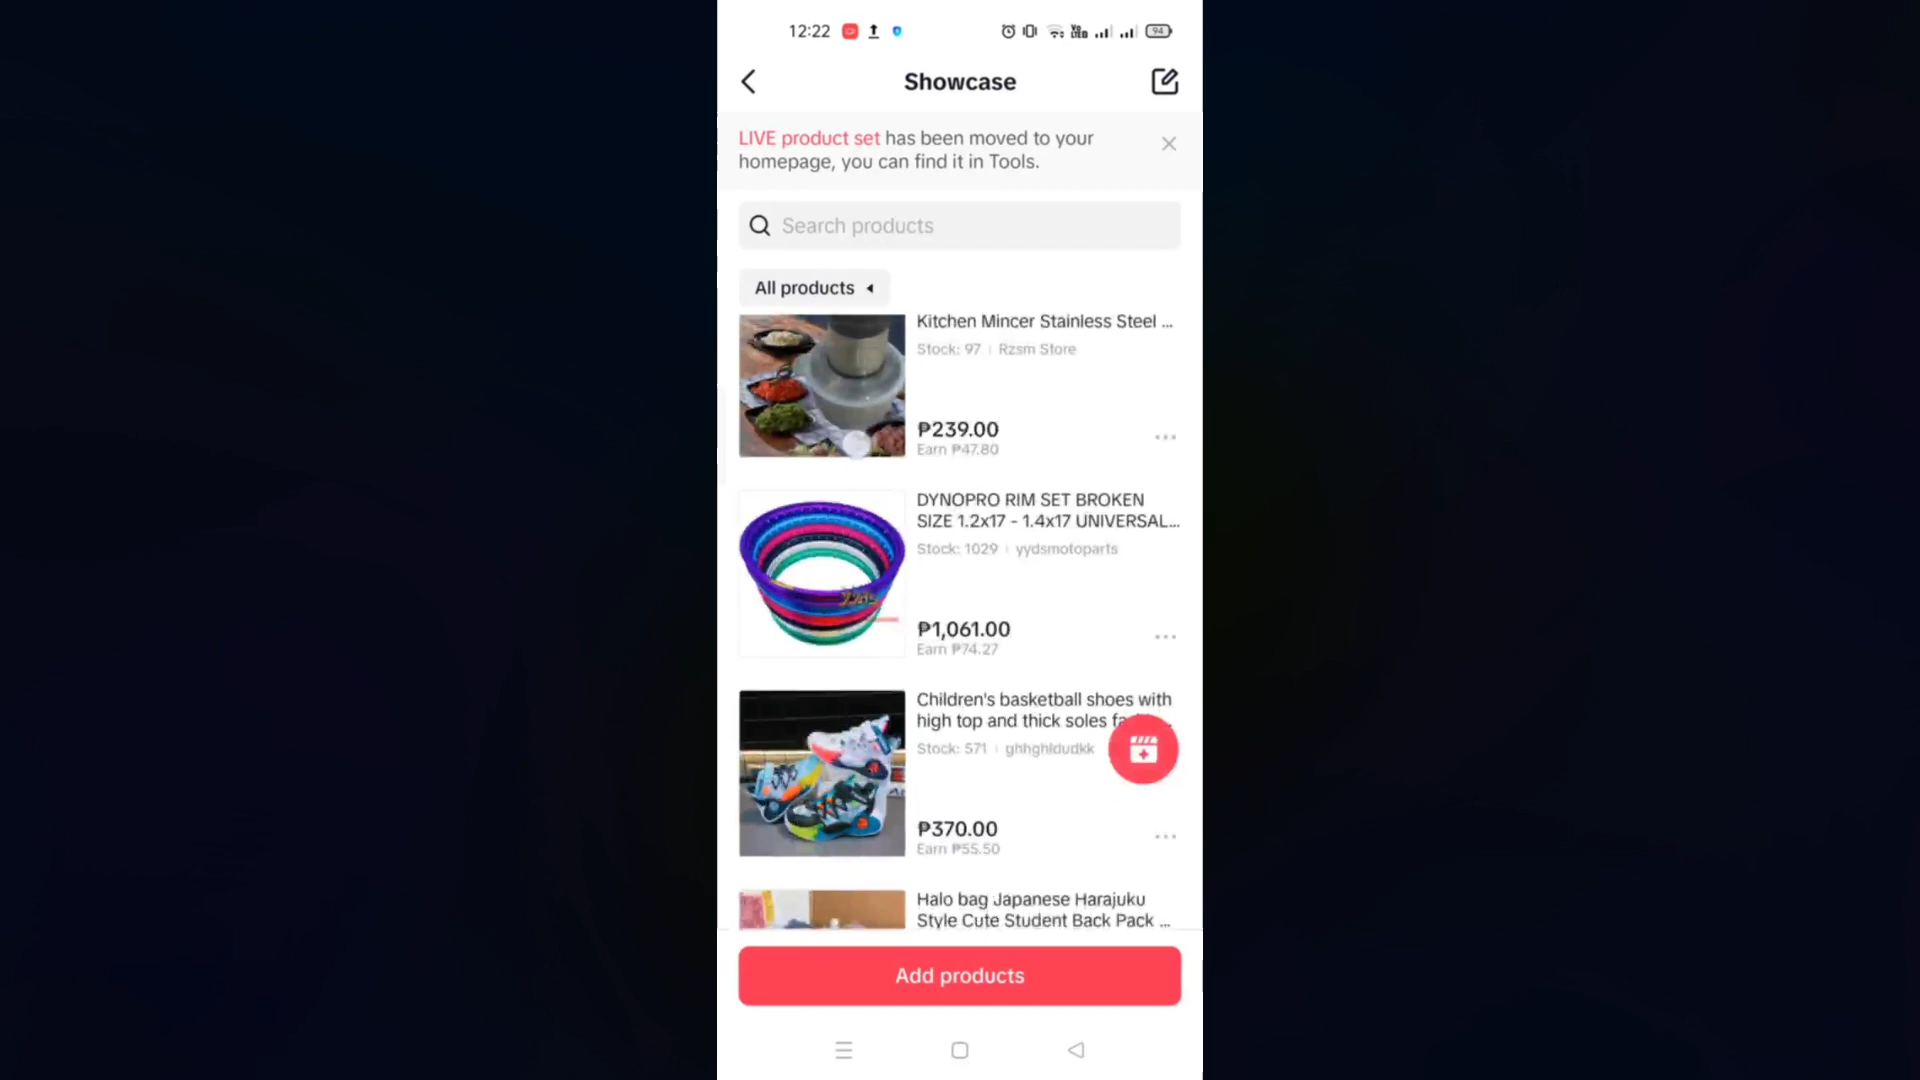 12:22
94
Showcase
LIVE product set has been moved to your
homepage, you can find it in Tools.
Search products
All products
Kitchen Mincer Stainless Steel ...
Stock: 97 | Rzsm Store
₱239.00
Earn ₱47.80
DYNOPRO RIM SET BROKEN
SIZE 1.2x17 - 1.4x17 UNIVERSAL...
Stock: 1029 | yydsmotoparts
₱1,061.00
Earn ₱74.27
Children's basketball shoes with
high top and thick soles
Stock: 571 | ghhghldudkk
₱370.00
Earn ₱55.50
Halo bag Japanese Harajuku
Style Cute Student Back Pack ...
Add products